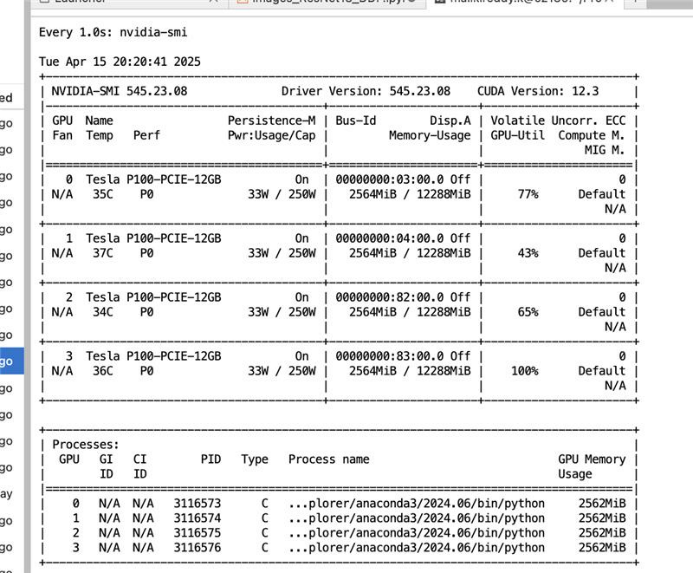 Launcher
Every 1.0s: nvidia-smi
Tue Apr 15 20:20:41 2025
NVIDIA-SMI 545.23.08 Driver Version: 545.23.08 CUDA Version: 12.3
GPU Name Persistence-M | Bus-Id Disp.A | Volatile Uncorr. ECC
Fan Temp Perf Pwr:Usage/Cap | Memory-Usage | GPU-Util Compute M.
MIG M.
0 Tesla P100-PCIE-12GB On | 00000000:03:00.0 Off | 0
N/A 35C P0 33W / 250W | 2564MiB / 12288MiB | 77% Default
N/A
1 Tesla P100-PCIE-12GB On | 00000000:04:00.0 Off | 0
N/A 37C P0 33W / 250W | 2564MiB / 12288MiB | 43% Default
N/A
2 Tesla P100-PCIE-12GB On | 00000000:82:00.0 Off | 0
N/A 34C P0 33W / 250W | 2564MiB / 12288MiB | 65% Default
N/A
3 Tesla P100-PCIE-12GB On | 00000000:83:00.0 Off | 0
N/A 36C P0 33W / 250W | 2564MiB / 12288MiB | 100% Default
N/A
Processes:
GPU GI CI PID Type Process name GPU Memory
ID ID Usage
0 N/A N/A 3116573 C ...plorer/anaconda3/2024.06/bin/python 2562MiB
1 N/A N/A 3116574 C ...plorer/anaconda3/2024.06/bin/python 2562MiB
2 N/A N/A 3116575 C ...plorer/anaconda3/2024.06/bin/python 2562MiB
3 N/A N/A 3116576 C ...plorer/anaconda3/2024.06/bin/python 2562MiB
ed
go
go
go
go
go
go
go
go
go
go
go
go
go
go
ay
go
go